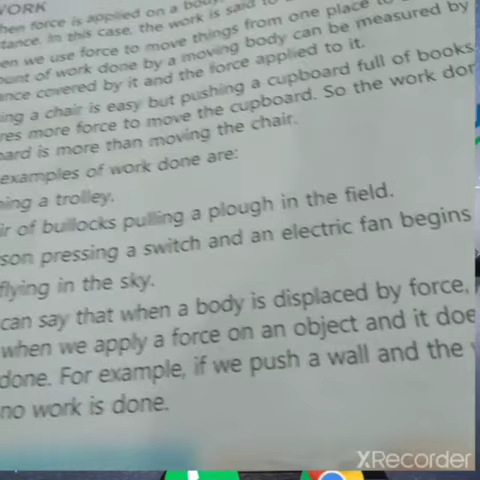 WORK
hen force is applied on a body,
tance. In this case, the work is said to
en we use force to move things from one place to
ount of work done by a moving body can be measured by
ance covered by it and the force applied to it.
ing a chair is easy but pushing a cupboard full of books
res more force to move the cupboard. So the work don
oard is more than moving the chair.
examples of work done are:
ning a trolley.
ir of bullocks pulling a plough in the field.
son pressing a switch and an electric fan begins
flying in the sky.
can say that when a body is displaced by force,
when we apply a force on an object and it doe
done. For example, if we push a wall and the
no work is done.
XRecorder